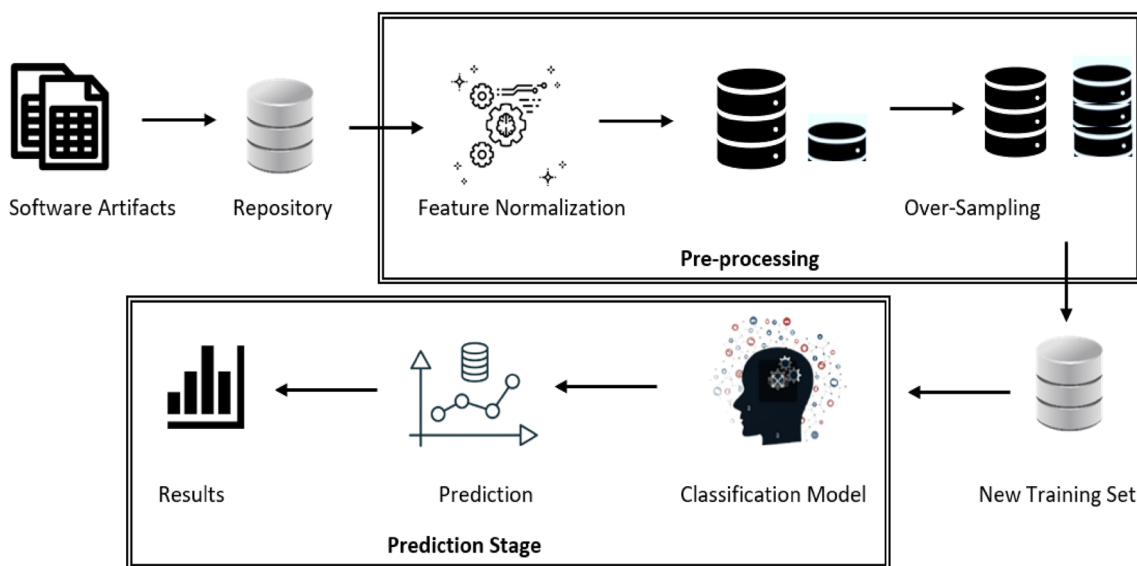 Software Artifacts
Repository
Feature Normalization
Over-Sampling
Pre-processing
Results
Prediction
Classification Model
New Training Set
Prediction Stage